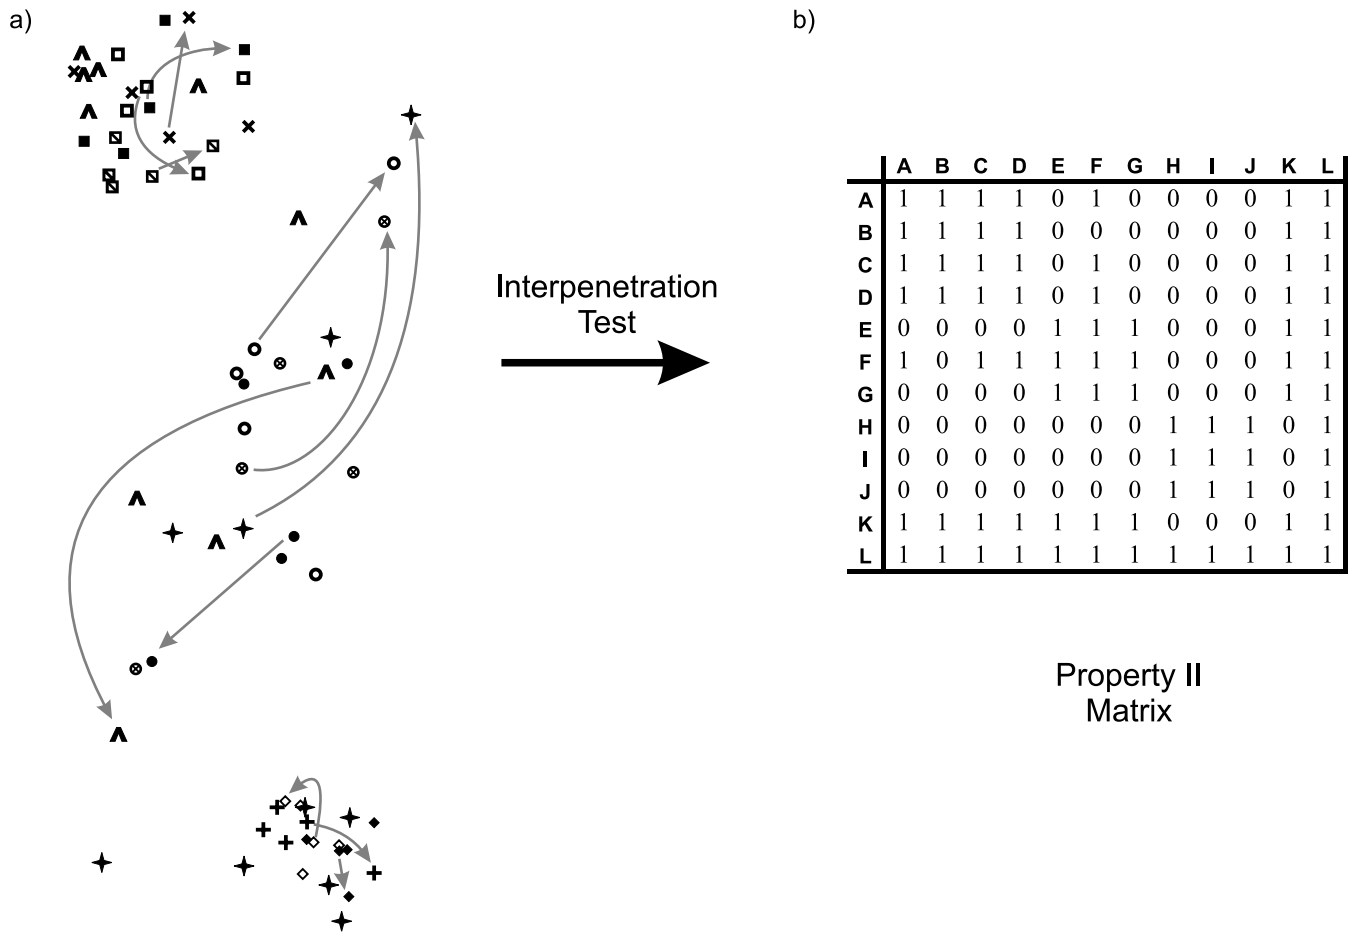 a)
b)
Interpenetration
Test
A B C D E F G H I J K L
A 1 1 1 1 0 1 0 0 0 0 1 1
B 1 1 1 1 0 0 0 0 0 0 1 1
C 1 1 1 1 0 1 0 0 0 0 1 1
D 1 1 1 1 0 1 0 0 0 0 1 1
E 0 0 0 0 1 1 1 0 0 0 1 1
F 1 0 1 1 1 1 1 0 0 0 1 1
G 0 0 0 0 1 1 1 0 0 0 1 1
H 0 0 0 0 0 0 0 1 1 1 0 1
I 0 0 0 0 0 0 0 1 1 1 0 1
J 0 0 0 0 0 0 0 1 1 1 0 1
K 1 1 1 1 1 1 1 0 0 0 1 1
L 1 1 1 1 1 1 1 1 1 1 1 1
Property II
Matrix